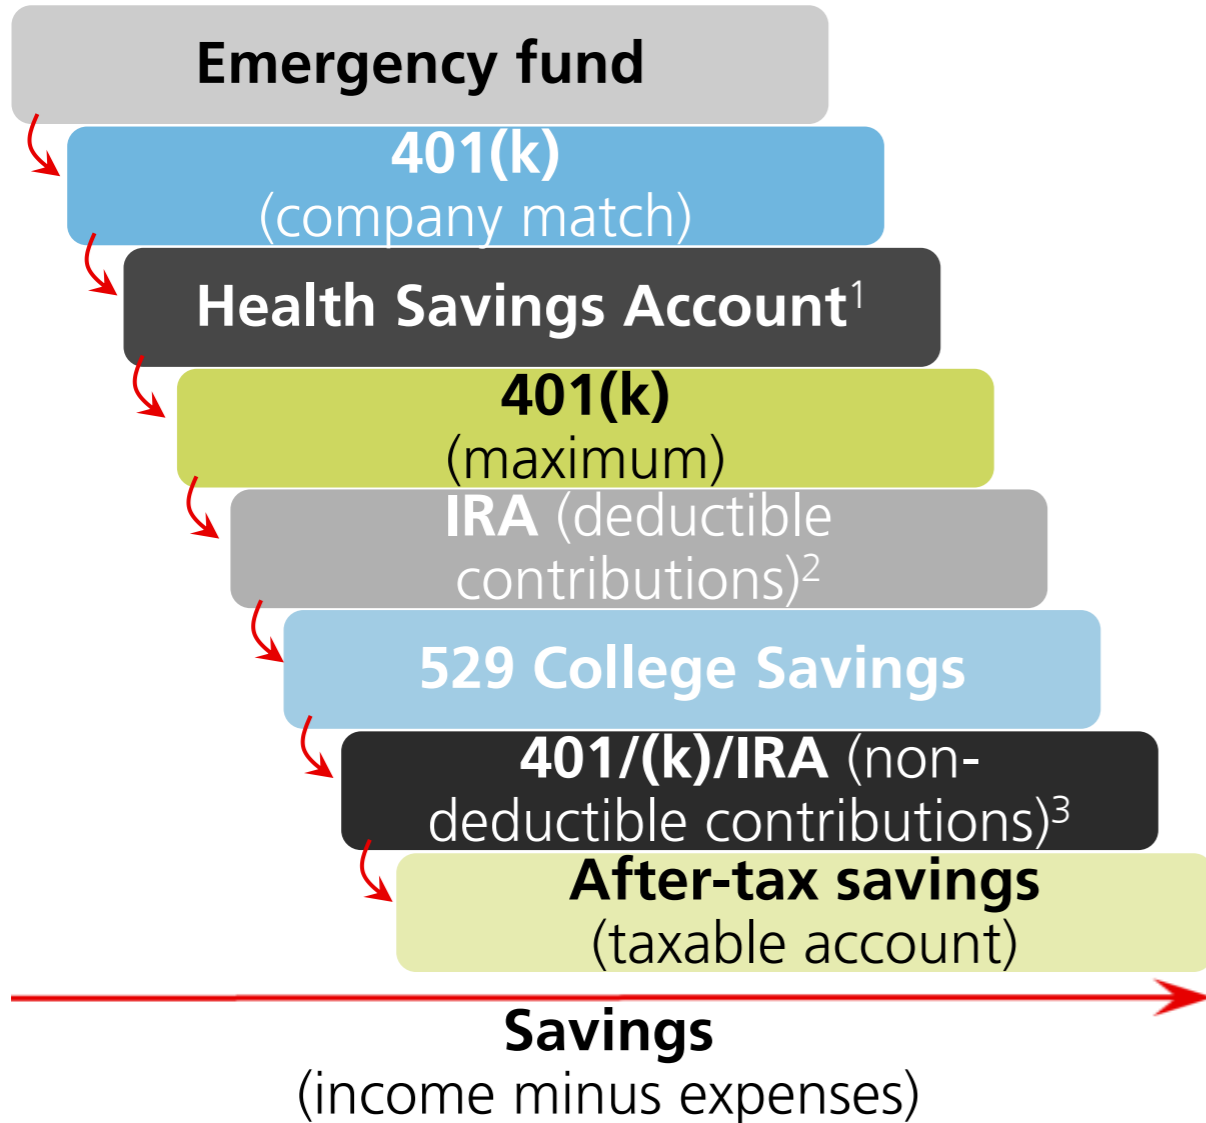 Emergency fund
401(k)
(company match)
Health Savings Account¹
401(k)
(maximum)
IRA (deductible
contributions)²
529 College Savings
401/(k)/IRA (non-
deductible contributions)³
After-tax savings
(taxable account)
Savings
(income minus expenses)